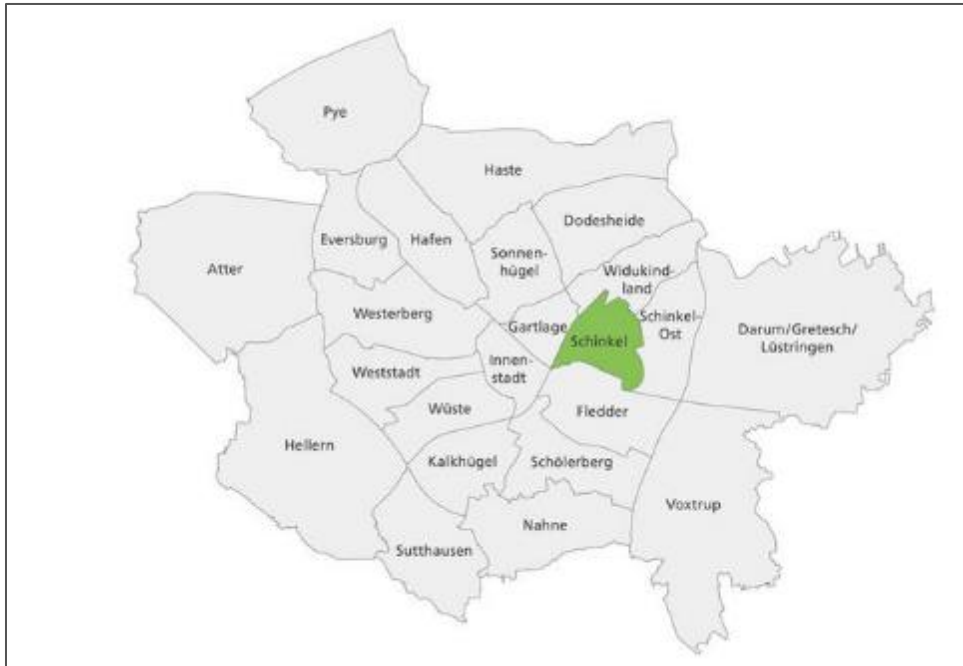 Pye
Haste
Dodesheide
Eversburg
Hafen
Sonnen-
hügel
Atter
Widukind-
land
Westerberg
Gartlage
Schinkel-
Ost
Schinkel
Darum/Gretesch/
Lüstringen
Innen-
stadt
Weststadt
Wüste
Fledder
Hellern
Kalkhügel
Schölerberg
Voxtrup
Nahne
Sutthausen